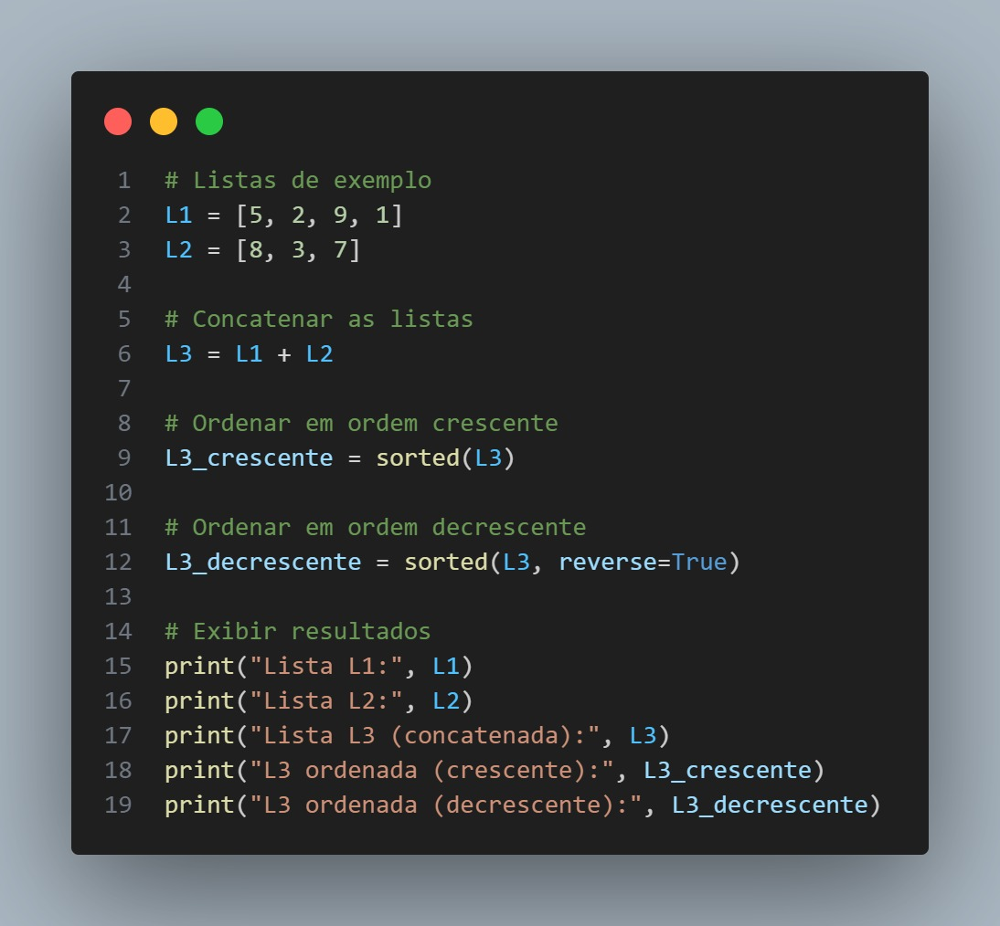 1 # Listas de exemplo
2 L1 = [5, 2, 9, 1]
3 L2 = [8, 3, 7]
4
5 # Concatenar as listas
6 L3 = L1 + L2
7
8 # Ordenar em ordem crescente
9 L3_crescente = sorted(L3)
10
11 # Ordenar em ordem decrescente
12 L3_decrescente = sorted(L3, reverse=True)
13
14 # Exibir resultados
15 print("Lista L1:", L1)
16 print("Lista L2:", L2)
17 print("Lista L3 (concatenada):", L3)
18 print("L3 ordenada (crescente):", L3_crescente)
19 print("L3 ordenada (decrescente):", L3_decrescente)